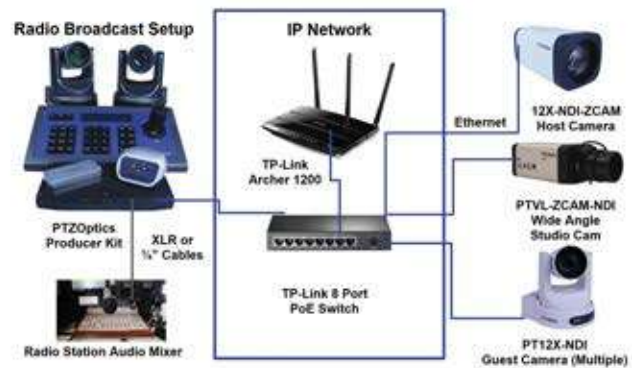 Radio Broadcast Setup
IP Network
12X-NDI-ZCAM
Host Camera
Ethernet
TP-Link
Archer 1200
PTVL-ZCAM-NDI
Wide Angle
Studio Cam
PTZOptics
Producer Kit
XLR or
¼" Cables
TP-Link 8 Port
PoE Switch
Radio Station Audio Mixer
PT12X-NDI
Guest Camera (Multiple)